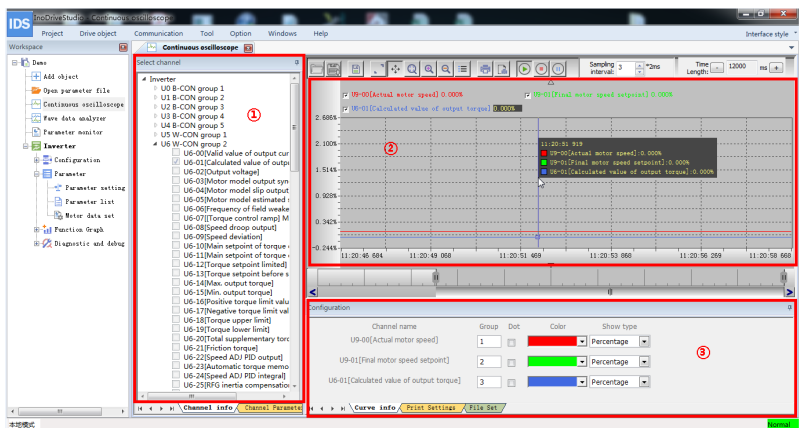 IDS
InoDriveStudio - Continuous oscilloscope
Project Drive object Communication Tool Option Windows Help Interface style
Workspace
Demo
Add object
Open parameter file
Continuous oscilloscope
Wave data analyzer
Parameter monitor
Inverter
Configuration
Parameter
Parameter setting
Parameter list
Motor data set
Function Graph
Diagnostic and debug
Continuous oscilloscope
Select channel
Inverter
U0 B-CON group 1
U1 B-CON group 2
U2 B-CON group 3
U3 B-CON group 4
U4 B-CON group 5
U5 W-CON group 1
U6 W-CON group 2
U6-00[Valid value of output cur
U6-01[Calculated value of outpu
U6-02[Output voltage]
U6-03[Motor model output syn
U6-04[Motor model slip output
U6-05[Motor model estimated s
U6-06[Frequency of field weake
U6-07[[Torque control ramp] M
U6-08[Speed droop output]
U6-09[Speed deviation]
U6-10[Main setpoint of torque
U6-11[Main setpoint of torque
U6-12[Torque setpoint limited]
U6-13[Torque setpoint before s
U6-14[Max. output torque]
U6-15[Min. output torque]
U6-16[Positive torque limit valu
U6-17[Negative torque limit val
U6-18[Torque upper limit]
U6-19[Torque lower limit]
U6-20[Total supplementary torq
U6-21[Friction torque]
U6-22[Speed ADJ PID output]
U6-23[Automatic torque memo
U6-24[Speed ADJ PID integral]
U6-25[RFG inertia compensation
Channel info Channel Parameter
①
Sampling interval: 3 *2ms Time Length: - 12000 ms +
U9-00[Actual motor speed] 0.000% U9-01[Final motor speed setpoint] 0.000%
U6-01[Calculated value of output torque] 0.000%
2.686%
2.100%
1.514%
0.928%
0.342%
-0.244%
②
11:20:51 919
U9-00[Actual motor speed]:0.000%
U9-01[Final motor speed setpoint]:0.000%
U6-01[Calculated value of output torque]:0.000%
11:20:46 684 11:20:49 068 11:20:51 469 11:20:53 868 11:20:56 269 11:20:58 668
Configuration
Channel name Group Dot Color Show type
U9-00[Actual motor speed] 1 Percentage
U9-01[Final motor speed setpoint] 2 Percentage
U6-01[Calculated value of output torque] 3 Percentage
③
Curve info Print Settings File Set
本地模式 Normal